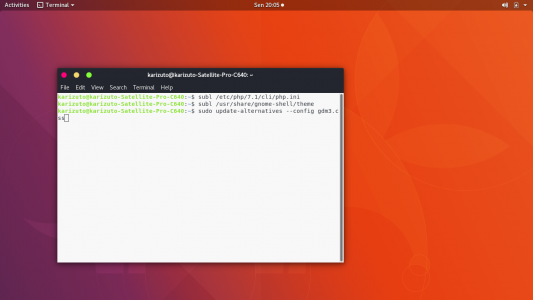 Activities Terminal Sen 20:05
karizuto@karizuto-Satellite-Pro-C640: ~
File Edit View Search Terminal Help
karizuto@karizuto-Satellite-Pro-C640:~$ subl /etc/php/7.1/cli/php.ini
karizuto@karizuto-Satellite-Pro-C640:~$ subl /usr/share/gnome-shell/theme
karizuto@karizuto-Satellite-Pro-C640:~$ sudo update-alternatives --config gdm3.c
ss